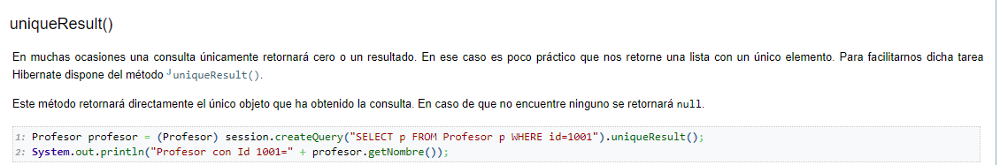 uniqueResult()
En muchas ocasiones una consulta únicamente retornará cero o un resultado. En ese caso es poco práctico que nos retorne una lista con un único elemento. Para facilitarnos dicha tarea
Hibernate dispone del método uniqueResult().
Este método retornará directamente el único objeto que ha obtenido la consulta. En caso de que no encuentre ninguno se retornará null.
1: Profesor profesor = (Profesor) session.createQuery("SELECT p FROM Profesor p WHERE id=1001").uniqueResult();
2: System.out.println("Profesor con Id 1001=" + profesor.getNombre());